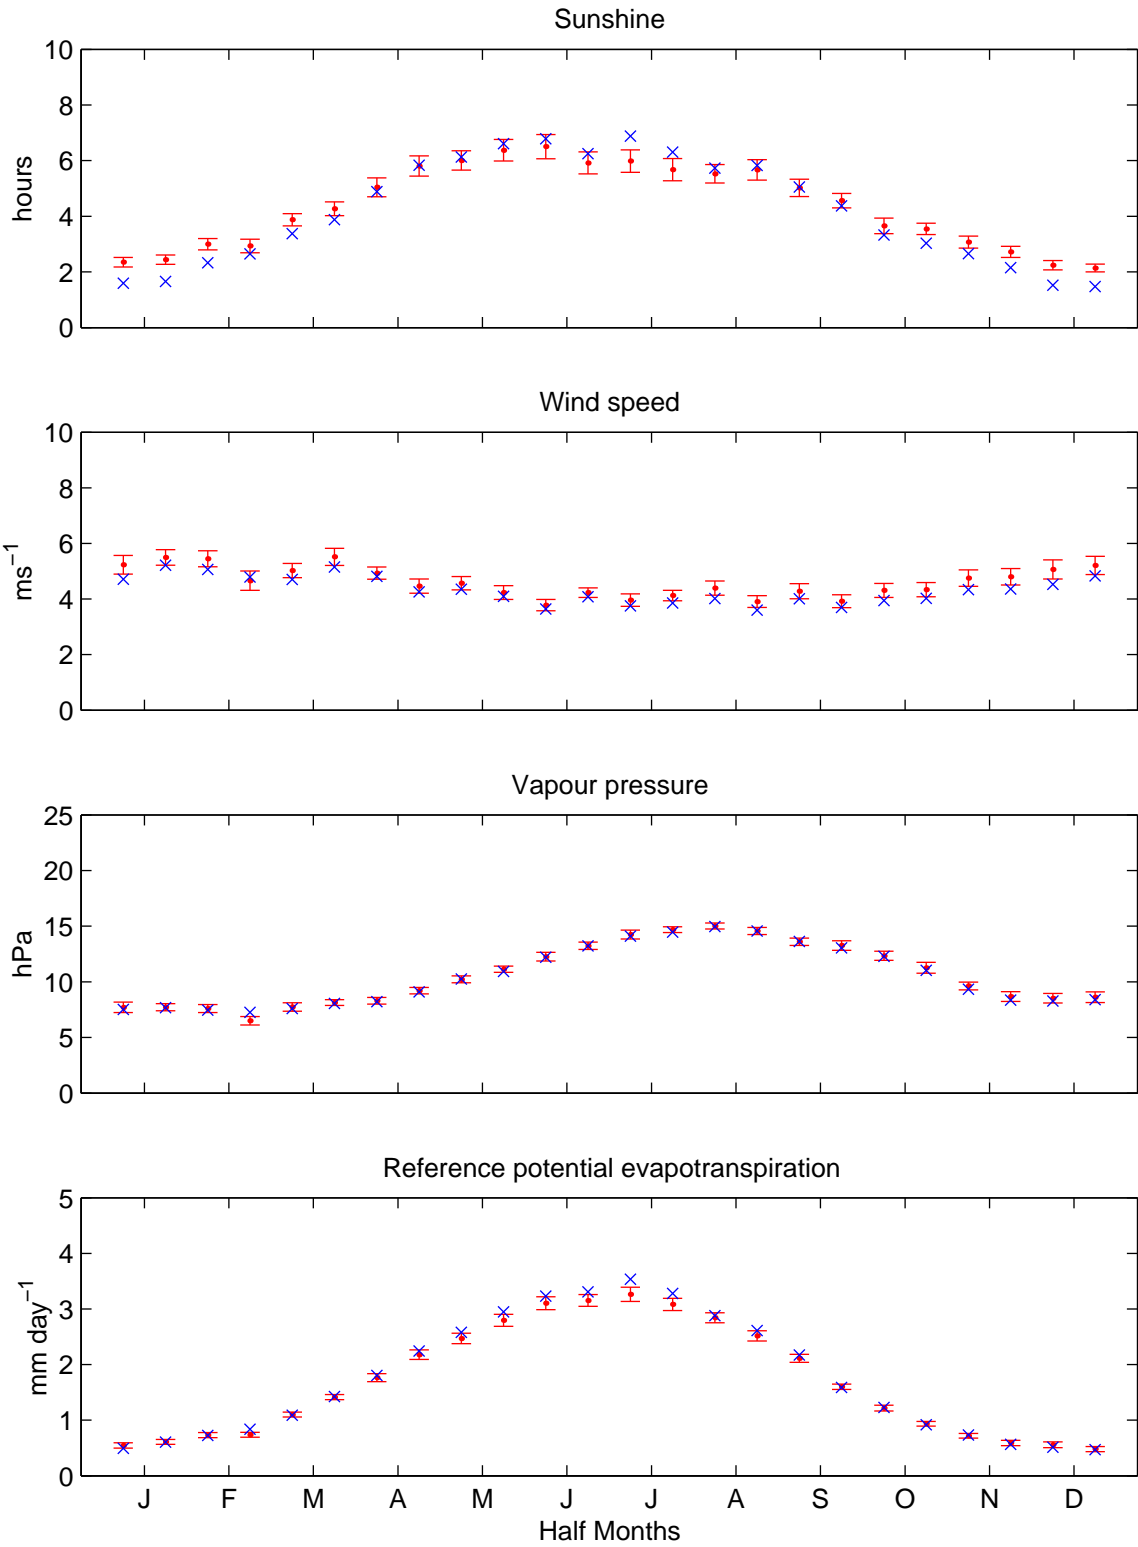 Sunshine
10
8
6
4
2
0
hours
Wind speed
10
8
6
4
2
0
ms−1
Vapour pressure
25
20
15
10
5
0
hPa
Reference potential evapotranspiration
5
4
3
2
1
0
mm day−1
J F M A M J J A S O N D
Half Months